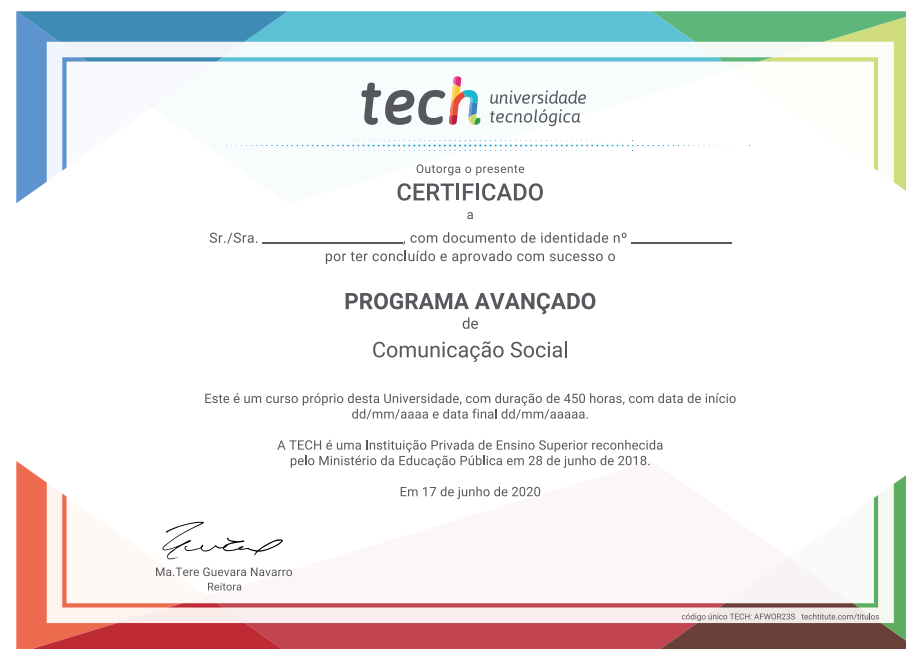 tech universidade
tecnológica
Outorga o presente
CERTIFICADO
a
Sr./Sra. ________________, com documento de identidade nº ____________
por ter concluído e aprovado com sucesso o
PROGRAMA AVANÇADO
de
Comunicação Social
Este é um curso próprio desta Universidade, com duração de 450 horas, com data de início
dd/mm/aaaa e data final dd/mm/aaaaa.
A TECH é uma Instituição Privada de Ensino Superior reconhecida
pelo Ministério da Educação Pública em 28 de junho de 2018.
Em 17 de junho de 2020
Ma.Tere Guevara Navarro
Reitora
código único TECH: AFWOR23S techtitute.com/titulos